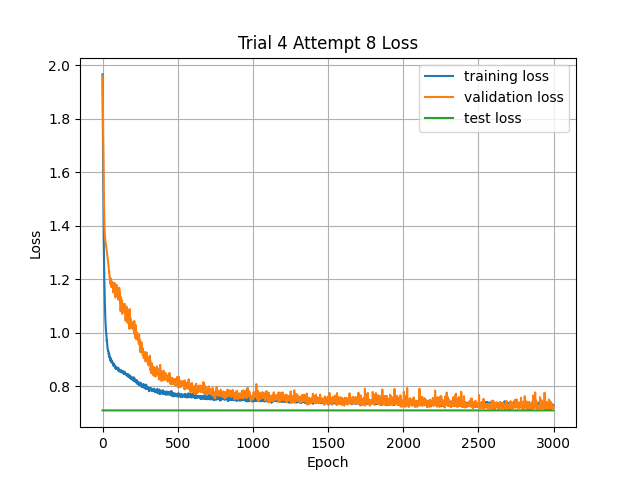 Trial 4 Attempt 8 Loss
2.0
1.8
1.6
1.4
1.2
1.0
0.8
Loss
training loss
validation loss
test loss
0 500 1000 1500 2000 2500 3000
Epoch